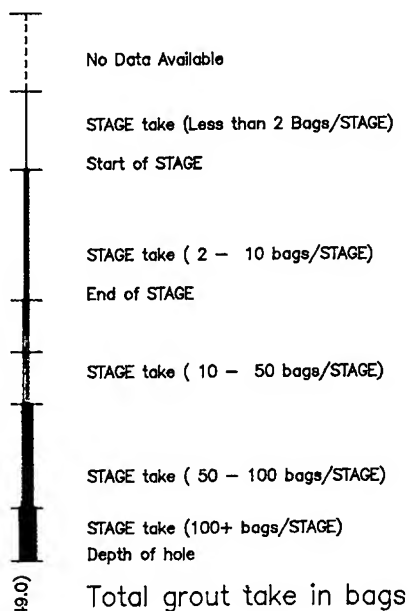 No Data Available
STAGE take (Less than 2 Bags/STAGE)
Start of STAGE
STAGE take ( 2 – 10 bags/STAGE)
End of STAGE
STAGE take ( 10 – 50 bags/STAGE)
STAGE take ( 50 – 100 bags/STAGE)
STAGE take (100+ bags/STAGE)
Depth of hole
Total grout take in bags